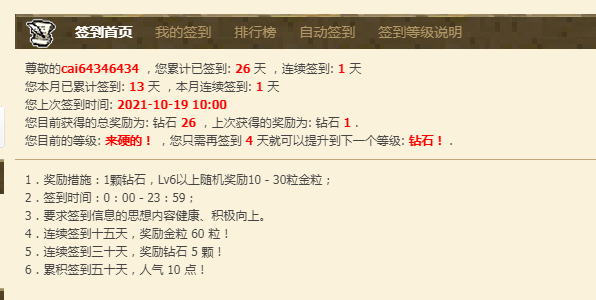 签到首页 我的签到 排行榜 自动签到 签到等级说明
尊敬的cai64346434 ，您累计已签到: 26 天 ，连续签到: 1 天
您本月已累计签到: 13 天 ，本月连续签到: 1 天
您上次签到时间: 2021-10-19 10:00
您目前获得的总奖励为: 钻石 26 ，上次获得的奖励为: 钻石 1 .
您目前的等级: 来硬的！ ，您只需再签到 4 天就可以提升到下一个等级: 钻石！ .
1．奖励措施：1颗钻石，Lv6以上随机奖励10－30粒金粒；
2．签到时间：0：00－23：59；
3．要求签到信息的思想内容健康、积极向上。
4．连续签到十五天，奖励金粒 60 粒！
5．连续签到三十天，奖励钻石 5 颗！
6．累积签到五十天，人气 10 点！